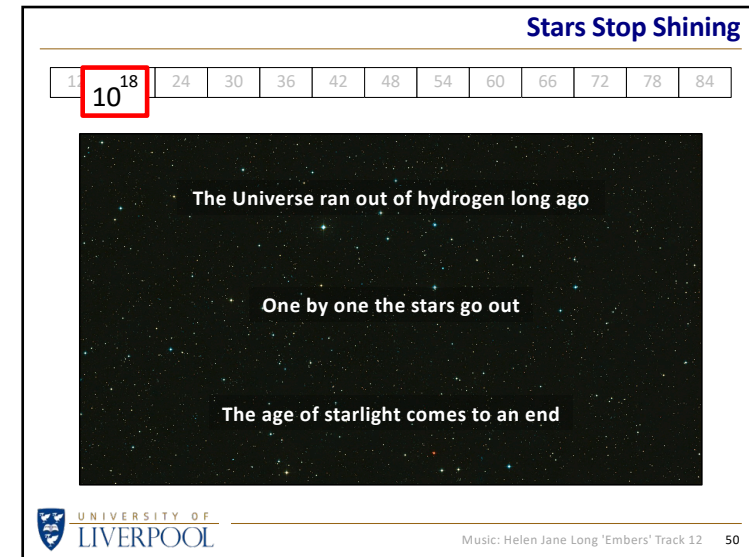 Stars Stop Shining
10^18 24 30 36 42 48 54 60 66 72 78 84
The Universe ran out of hydrogen long ago
One by one the stars go out
The age of starlight comes to an end
UNIVERSITY OF
LIVERPOOL
Music: Helen Jane Long 'Embers' Track 12 50